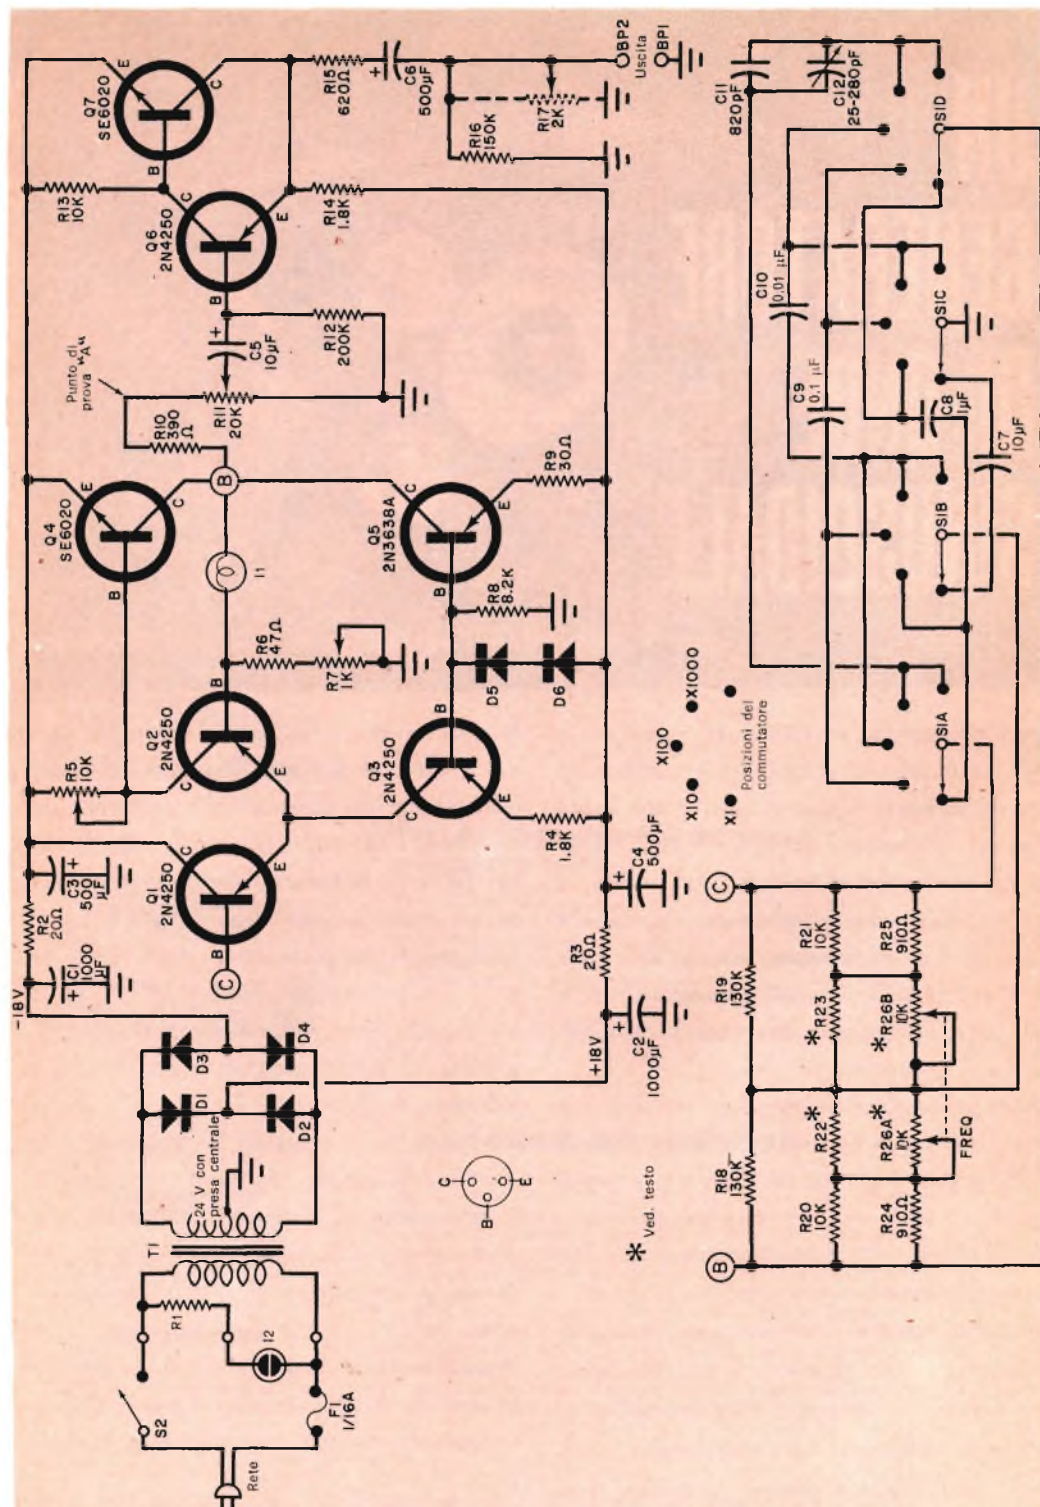 Rete
S2
F1
1/16A
I2
R1
T1
24 V con
presa centrale
D1
D2
D3
D4
-18V
+18V
C1
1000
µF
R2
20Ω
C3
500
µF
C2
1000µF
R3
20Ω
C4
500µF
C
B
Q1
2N4250
C
E
R5
10K
Q2
2N4250
C
B
E
Q3
2N4250
C
B
E
R4
1.8K
R6
47Ω
R7
1K
D5
D6
I1
Q4
SE6020
E
B
C
B
Q5
2N3638A
C
B
E
R8
8.2K
R9
30Ω
R10
390
Ω
Punto di
prova "A"
R11
20K
C5
10µF
R12
200K
R13
10K
Q6
2N4250
C
B
E
Q7
SE6020
E
B
C
R14
1.8K
R15
620Ω
C6
500µF
R16
150K
R17
2K
BP2
Uscita
BP1
C
B
E
* Ved. testo
X1
X10
X100
X1000
Posizioni del
commutatore
B
C
R18
130K
R19
130K
R20
10K
R22
*
*
R23
R21
10K
R24
910Ω
R26A
10K
*
*
R26B
10K
R25
910Ω
FREQ
S1A
S1B
S1C
S1D
C7
10µF
C8
1µF
C9
0,1 µF
C10
0,01 µF
C11
820pF
C12
25-280pF